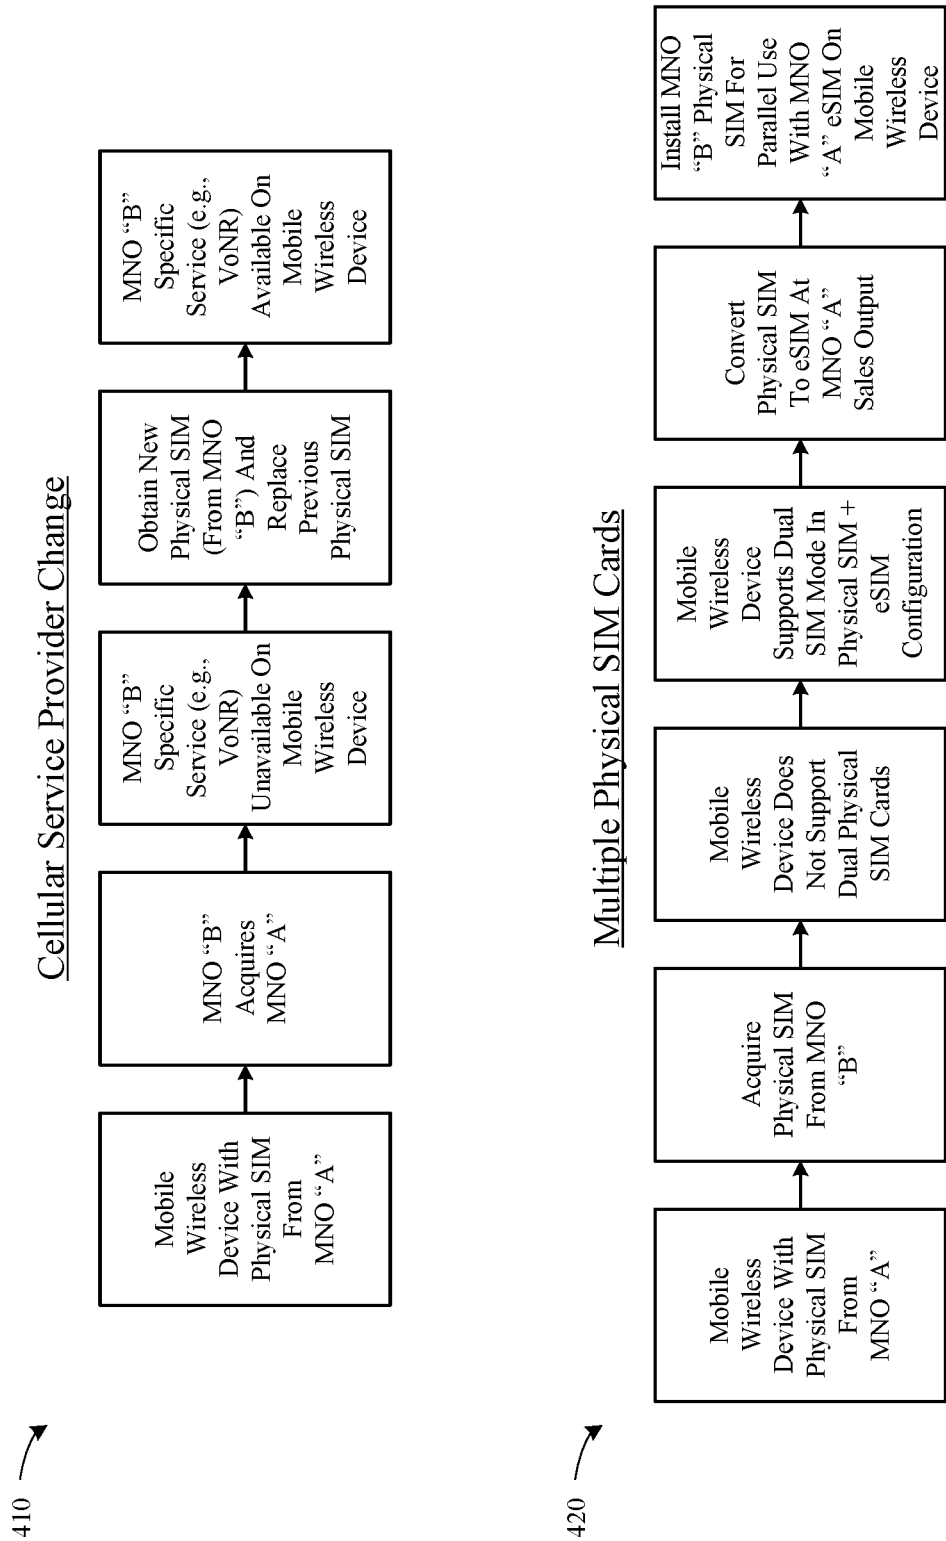 410
Cellular Service Provider Change
Mobile
Wireless
Device With
Physical SIM
From
MNO “A”
MNO “B”
Acquires
MNO “A”
MNO “B”
Specific
Service (e.g.,
VoNR)
Unavailable On
Mobile
Wireless
Device
Obtain New
Physical SIM
(From MNO
“B”) And
Replace
Previous
Physical SIM
MNO “B”
Specific
Service (e.g.,
VoNR)
Available On
Mobile
Wireless
Device
420
Multiple Physical SIM Cards
Mobile
Wireless
Device With
Physical SIM
From
MNO “A”
Acquire
Physical SIM
From MNO
“B”
Mobile
Wireless
Device Does
Not Support
Dual Physical
SIM Cards
Mobile
Wireless
Device
Supports Dual
SIM Mode In
Physical SIM +
eSIM
Configuration
Convert
Physical SIM
To eSIM At
MNO “A”
Sales Output
Install MNO
“B” Physical
SIM For
Parallel Use
With MNO
“A” eSIM On
Mobile
Wireless
Device